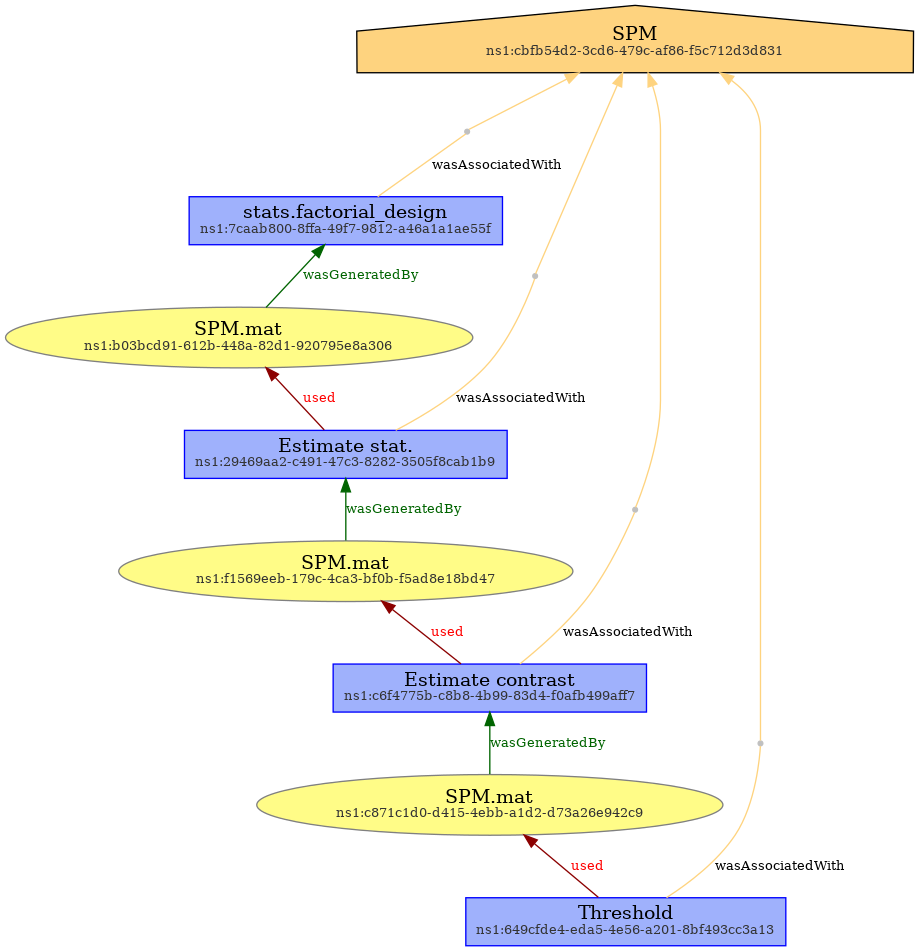 SPM
ns1:cbfb54d2-3cd6-479c-af86-f5c712d3d831
wasAssociatedWith
stats.factorial_design
ns1:7caab800-8ffa-49f7-9812-a46a1a1ae55f
wasGeneratedBy
SPM.mat
ns1:b03bcd91-612b-448a-82d1-920795e8a306
used
wasAssociatedWith
Estimate stat.
ns1:29469aa2-c491-47c3-8282-3505f8cab1b9
wasGeneratedBy
SPM.mat
ns1:f1569eeb-179c-4ca3-bf0b-f5ad8e18bd47
used
wasAssociatedWith
Estimate contrast
ns1:c6f4775b-c8b8-4b99-83d4-f0afb499aff7
wasGeneratedBy
SPM.mat
ns1:c871c1d0-d415-4ebb-a1d2-d73a26e942c9
used
wasAssociatedWith
Threshold
ns1:649cfde4-eda5-4e56-a201-8bf493cc3a13